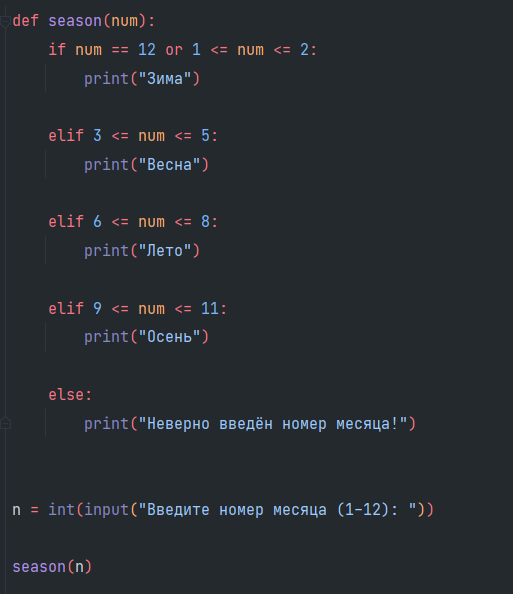 def season(num):
    if num == 12 or 1 <= num <= 2:
        print("Зима")
    elif 3 <= num <= 5:
        print("Весна")
    elif 6 <= num <= 8:
        print("Лето")
    elif 9 <= num <= 11:
        print("Осень")
    else:
        print("Неверно введён номер месяца!")
n = int(input("Введите номер месяца (1-12): "))
season(n)